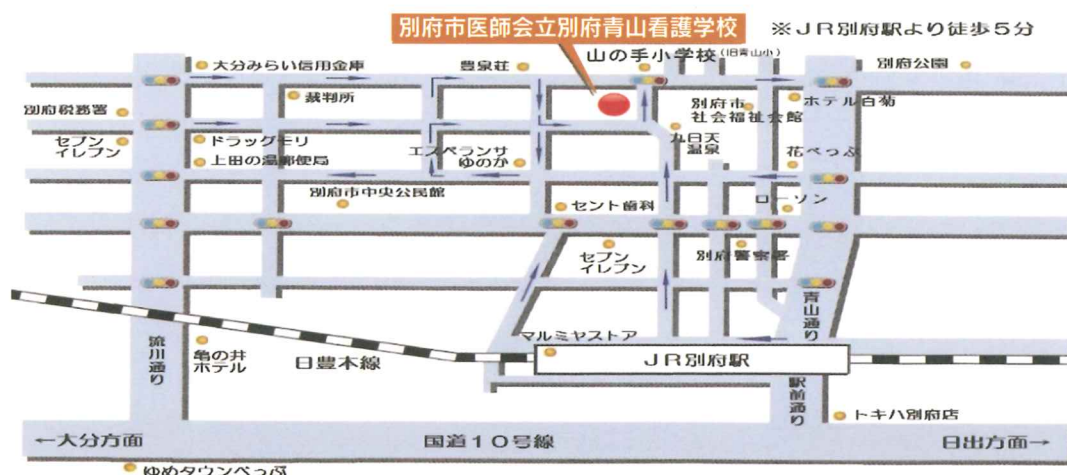 別府市医師会立別府青山看護学校
※JR別府駅より徒歩5分
山の手小学校(旧青山小)
大分みらい信用金庫
豊泉荘
別府公園
別府税務署
裁判所
別府市
社会福祉会館
ホテル白菊
セブン
イレブン
ドラッグモリ
上田の湯郵便局
エスペランサ
ゆのか
九日天
温泉
花べっぷ
別府市中央公民館
セント歯科
ローソン
セブン
イレブン
別府警察署
青山通り
マルミヤストア
流川通り
亀の井
ホテル
日豊本線
JR別府駅
駅前通り
トキハ別府店
←大分方面
国道10号線
日出方面→
ゆめタウンべっぷ